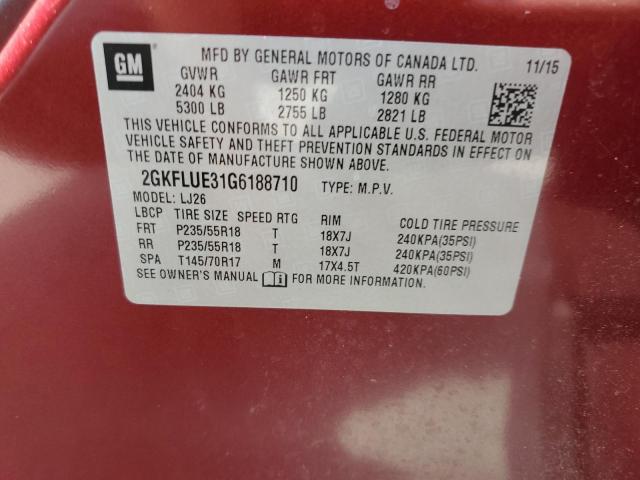 GM
MFD BY GENERAL MOTORS OF CANADA LTD.
11/15
GVWR GAWR FRT GAWR RR
2404 KG 1250 KG 1280 KG
5300 LB 2755 LB 2821 LB
THIS VEHICLE CONFORMS TO ALL APPLICABLE U.S. FEDERAL MOTOR
VEHICLE SAFETY AND THEFT PREVENTION STANDARDS IN EFFECT ON
THE DATE OF MANUFACTURE SHOWN ABOVE.
2GKFLUE31G6188710 TYPE: M.P.V.
MODEL: LJ26
LBCP TIRE SIZE SPEED RTG RIM COLD TIRE PRESSURE
FRT P235/55R18 T 18X7J 240KPA(35PSI)
RR P235/55R18 T 18X7J 240KPA(35PSI)
SPA T145/70R17 M 17X4.5T 420KPA(60PSI)
SEE OWNER'S MANUAL FOR MORE INFORMATION.